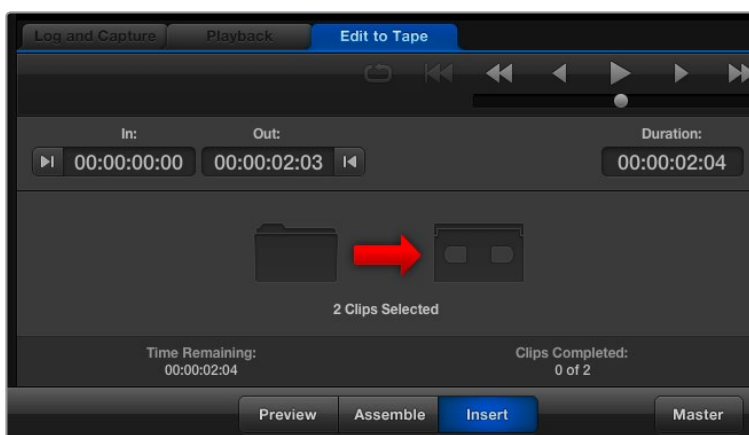 Log and Capture Playback Edit to Tape
In: Out: Duration:
00:00:00:00 00:00:02:03 00:00:02:04
2 Clips Selected
Time Remaining: Clips Completed:
00:00:02:04 0 of 2
Preview Assemble Insert Master